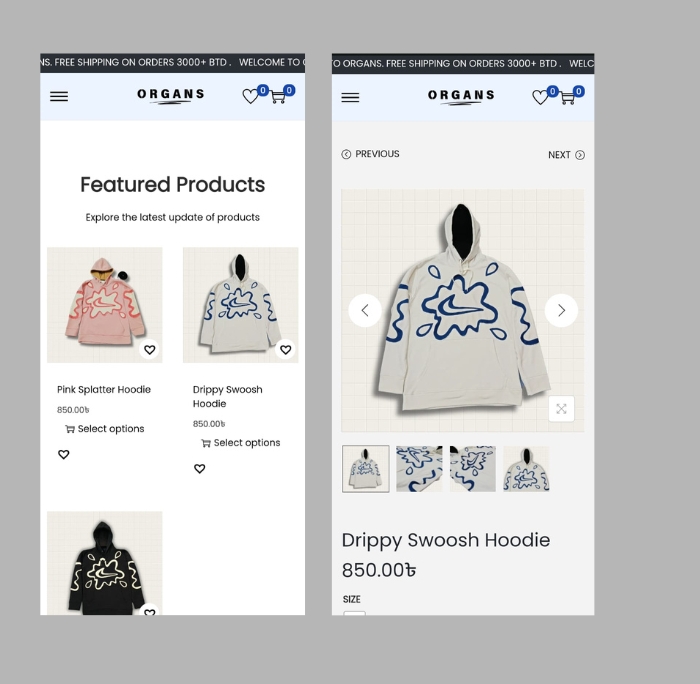 NS. FREE SHIPPING ON ORDERS 3000+ BTD . WELCOME TO
ORGANS
0
0
Featured Products
Explore the latest update of products
Pink Splatter Hoodie
850.00৳
Select options
Drippy Swoosh
Hoodie
850.00৳
Select options
TO ORGANS. FREE SHIPPING ON ORDERS 3000+ BTD . WELC
ORGANS
0
0
PREVIOUS
NEXT
Drippy Swoosh Hoodie
850.00৳
SIZE